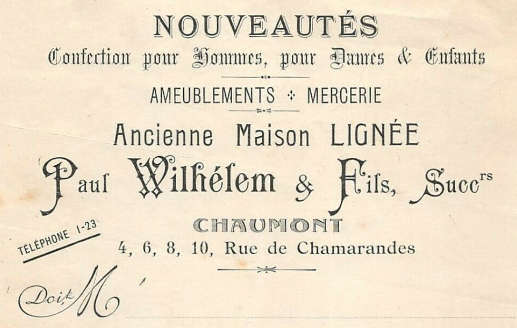 NOUVEAUTÉS
Confection pour Hommes, pour Dames & Enfants
AMEUBLEMENTS MERCERIE
Ancienne Maison LIGNÉE
Paul Wilhélem & Fils, Succrs
CHAUMONT
TÉLÉPHONE 1-23
4, 6, 8, 10, Rue de Chamarandes
Doit M